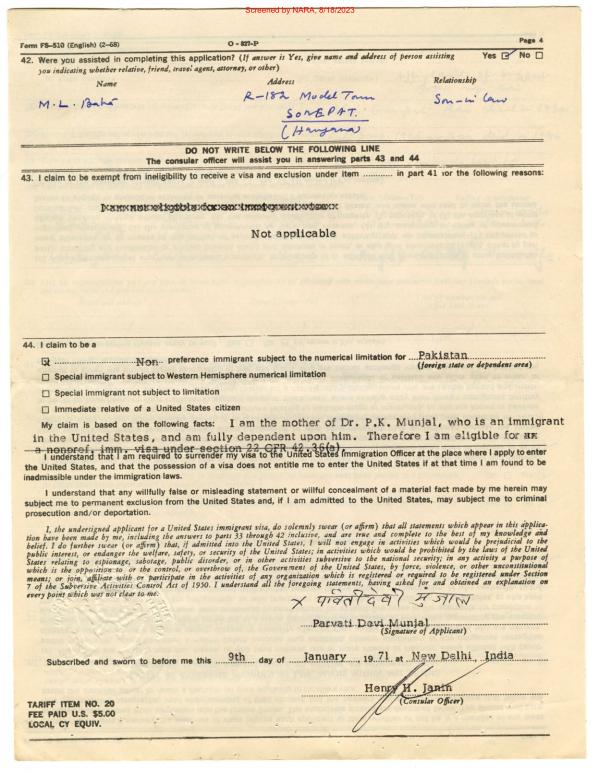 Screened by NARA, 8/18/2023
Form FS-510 (English) (2-68) O-827-P Page 4
42. Were you assisted in completing this application? (If answer is Yes, give name and address of person assisting Yes ☑ No ☐
you indicating whether relative, friend, travel agent, attorney, or other)
Name Address Relationship
M. L. R-182 Model Town Son-in law
SONEPAT.
(Haryana)
DO NOT WRITE BELOW THE FOLLOWING LINE
The consular officer will assist you in answering parts 43 and 44
43. I claim to be exempt from ineligibility to receive a visa and exclusion under item ............ in part 41 for the following reasons:
Not applicable
44. I claim to be a
☒ Non- preference immigrant subject to the numerical limitation for Pakistan
(foreign state or dependent area)
☐ Special immigrant subject to Western Hemisphere numerical limitation
☐ Special immigrant not subject to limitation
☐ Immediate relative of a United States citizen
My claim is based on the following facts: I am the mother of Dr. P.K. Munjal, who is an immigrant
in the United States, and am fully dependent upon him. Therefore I am eligible for
a nonpref. imm. visa under section 22 CFR 42.36(a).
I understand that I am required to surrender my visa to the United States Immigration Officer at the place where I apply to enter
the United States, and that the possession of a visa does not entitle me to enter the United States if at that time I am found to be
inadmissible under the immigration laws.
I understand that any willfully false or misleading statement or willful concealment of a material fact made by me herein may
subject me to permanent exclusion from the United States and, if I am admitted to the United States, may subject me to criminal
prosecution and/or deportation.
I, the undersigned applicant for a United States immigrant visa, do solemnly swear (or affirm) that all statements which appear in this applica-
tion have been made by me, including the answers to parts 33 through 42 inclusive, and are true and complete to the best of my knowledge and
belief. I do further swear (or affirm) that, if admitted into the United States, I will not engage in activities which would be prejudicial to the
public interest, or endanger the welfare, safety, or security of the United States; in activities which would be prohibited by the laws of the United
States relating to espionage, sabotage, public disorder, or in other activities subversive to the national security; in any activity a purpose of
which is the opposition to or the control, or overthrow of, the Government of the United States, by force, violence, or other unconstitutional
means; or join, affiliate with or participate in the activities of any organization which is registered or required to be registered under Section
7 of the Subversive Activities Control Act of 1950. I understand all the foregoing statements, having asked for and obtained an explanation on
every point which was not clear to me.
x पार्वती देवी मुंजाल
Parvati Devi Munjal
(Signature of Applicant)
Subscribed and sworn to before me this 9th day of January, 1971 at New Delhi, India
Henry H. Janin
(Consular Officer)
TARIFF ITEM NO. 20
FEE PAID U.S. $5.00
LOCAL CY EQUIV.